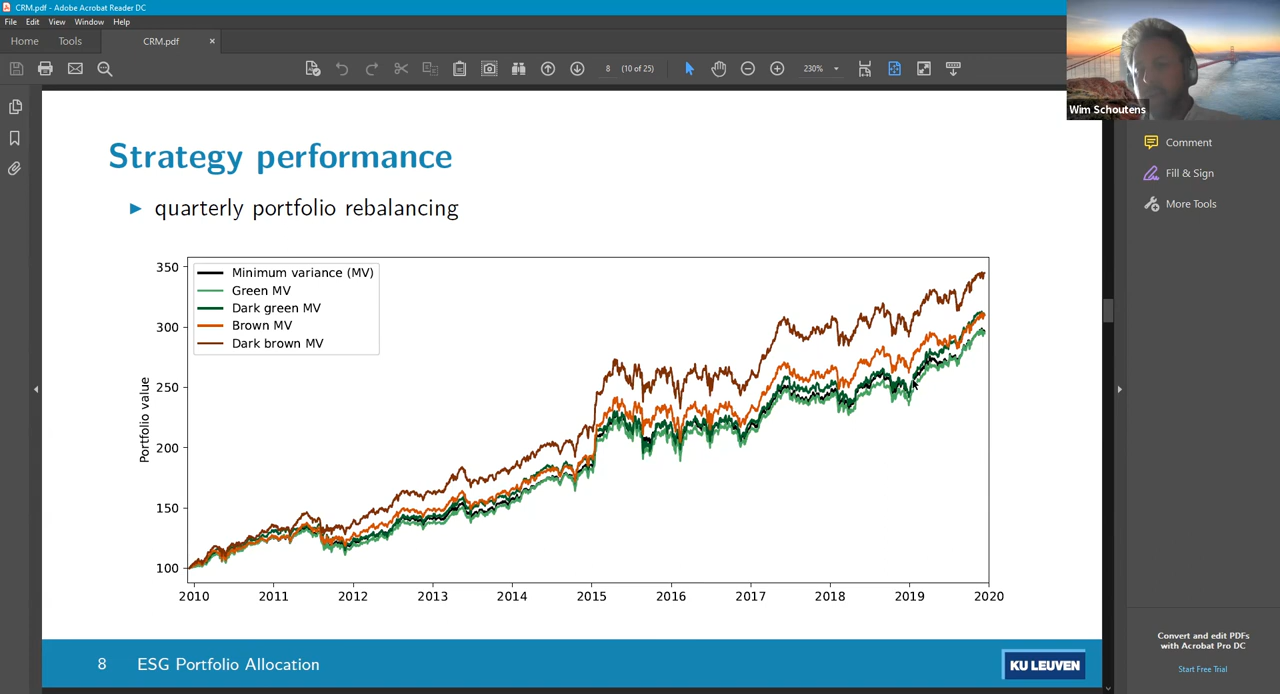 CRM.pdf - Adobe Acrobat Reader DC
File Edit View Window Help
Home Tools CRM.pdf ×
8 (10 of 25) 230%
Wim Schoutens
Comment
Fill & Sign
More Tools
Strategy performance
quarterly portfolio rebalancing
Minimum variance (MV)
Green MV
Dark green MV
Brown MV
Dark brown MV
Portfolio value
350
300
250
200
150
100
2010 2011 2012 2013 2014 2015 2016 2017 2018 2019 2020
8 ESG Portfolio Allocation
KU LEUVEN
Convert and edit PDFs
with Acrobat Pro DC
Start Free Trial